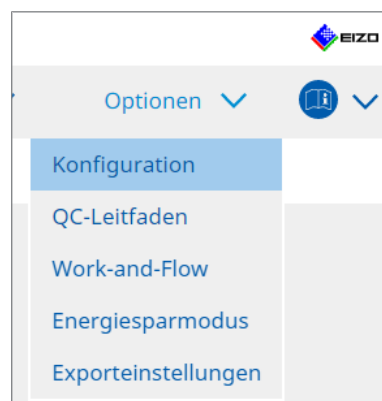 EIZO
Optionen
Konfiguration
QC-Leitfaden
Work-and-Flow
Energiesparmodus
Exporteinstellungen